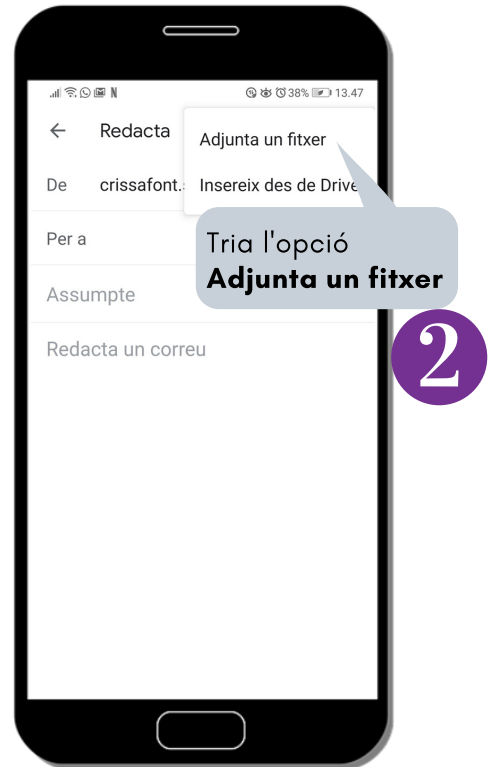 N 38% 13.47
Redacta
Adjunta un fitxer
De crissafont.
Insereix des de Drive
Per a
Tria l'opció
Adjunta un fitxer
Assumpte
Redacta un correu
2